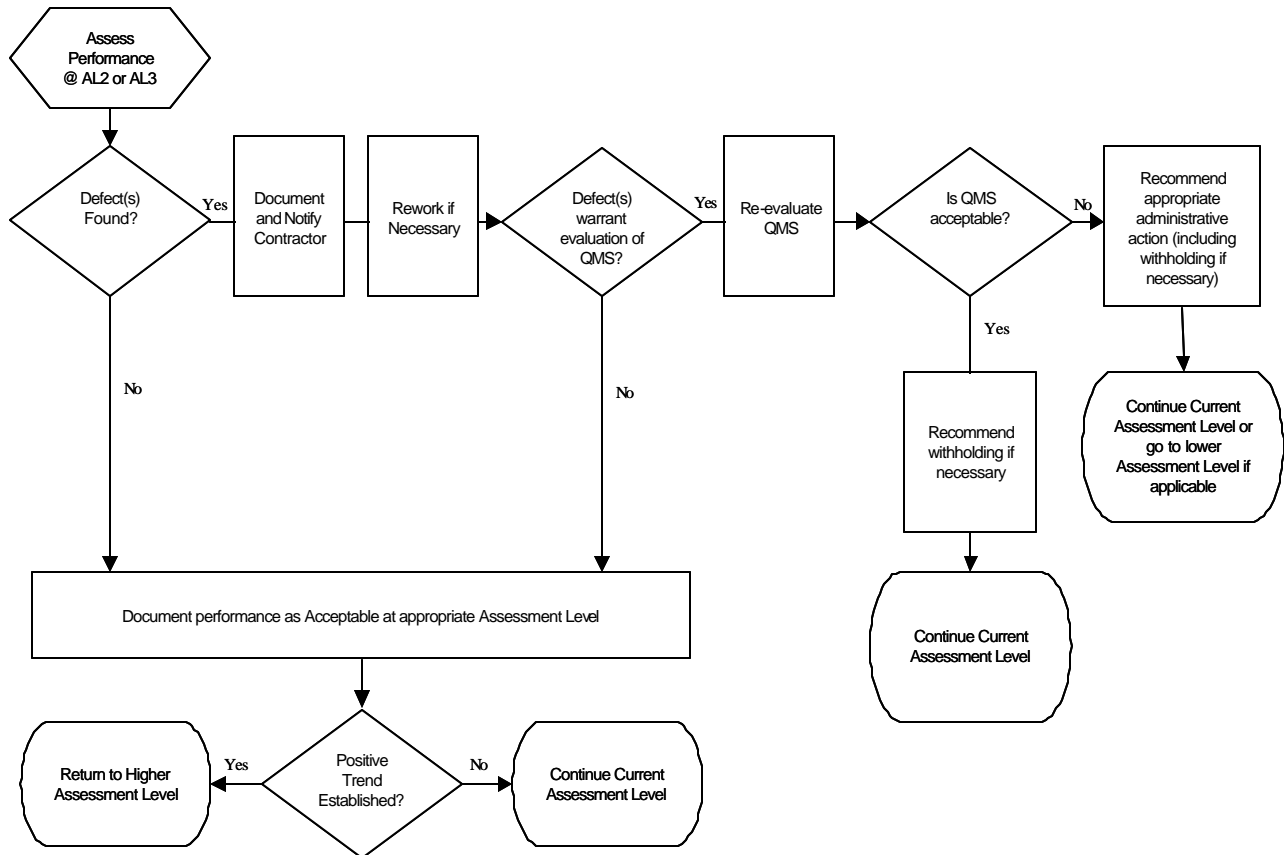 Assess
Performance
@ AL2 or AL3
Defect(s)
Found?
Yes
Document
and Notify
Contractor
Rework if
Necessary
Defect(s)
warrant
evaluation of
QMS?
Yes
Re-evaluate
QMS
Is QMS
acceptable?
No
Recommend
appropriate
administrative
action (including
withholding if
necessary)
Yes
No
No
Recommend
withholding if
necessary
Continue Current
Assessment Level or
go to lower
Assessment Level if
applicable
Document performance as Acceptable at appropriate Assessment Level
Continue Current
Assessment Level
Return to Higher
Assessment Level
Yes
Positive
Trend
Established?
No
Continue Current
Assessment Level